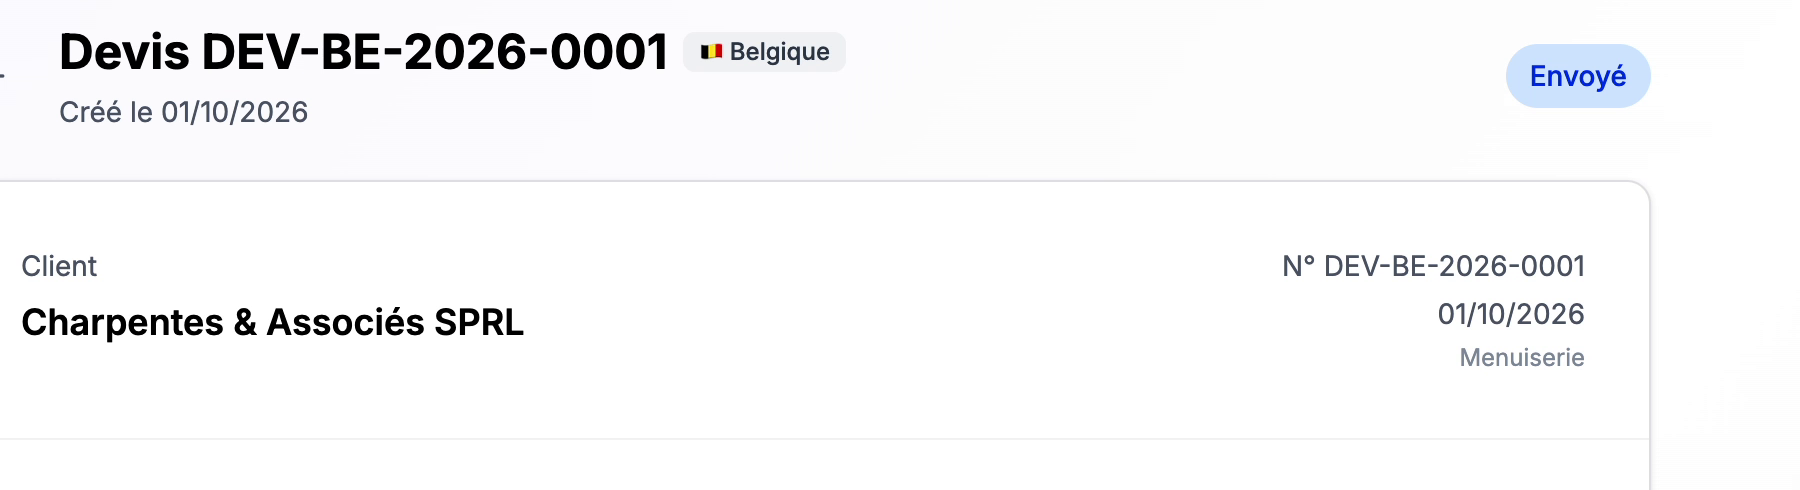 Devis DEV-BE-2026-0001 Belgique
Envoyé
Créé le 01/10/2026
Client
Charpentes & Associés SPRL
N° DEV-BE-2026-0001
01/10/2026
Menuiserie